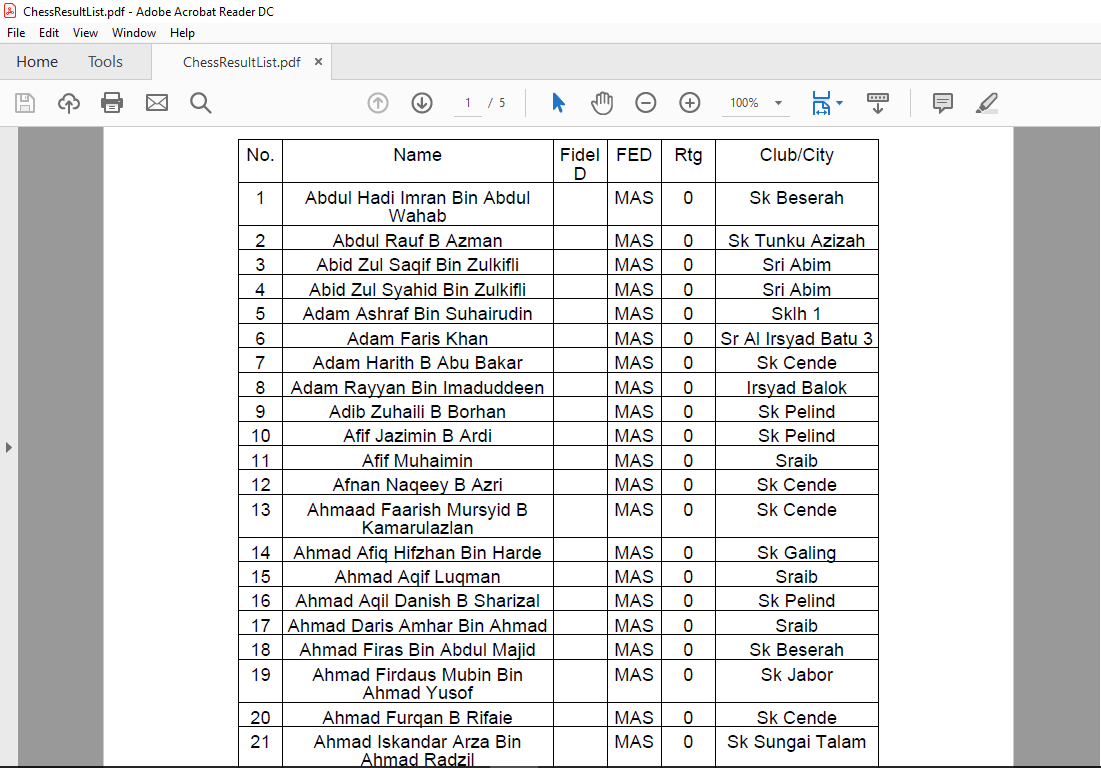 ChessResultList.pdf - Adobe Acrobat Reader DC
File Edit View Window Help
Home Tools ChessResultList.pdf ×
1 / 5 100%
No. Name FideI FED Rtg Club/City
D
1 Abdul Hadi Imran Bin Abdul MAS 0 Sk Beserah
Wahab
2 Abdul Rauf B Azman MAS 0 Sk Tunku Azizah
3 Abid Zul Saqif Bin Zulkifli MAS 0 Sri Abim
4 Abid Zul Syahid Bin Zulkifli MAS 0 Sri Abim
5 Adam Ashraf Bin Suhairudin MAS 0 Sklh 1
6 Adam Faris Khan MAS 0 Sr Al Irsyad Batu 3
7 Adam Harith B Abu Bakar MAS 0 Sk Cende
8 Adam Rayyan Bin Imaduddeen MAS 0 Irsyad Balok
9 Adib Zuhaili B Borhan MAS 0 Sk Pelind
10 Afif Jazimin B Ardi MAS 0 Sk Pelind
11 Afif Muhaimin MAS 0 Sraib
12 Afnan Naqeey B Azri MAS 0 Sk Cende
13 Ahmaad Faarish Mursyid B MAS 0 Sk Cende
Kamarulazlan
14 Ahmad Afiq Hifzhan Bin Harde MAS 0 Sk Galing
15 Ahmad Aqif Luqman MAS 0 Sraib
16 Ahmad Aqil Danish B Sharizal MAS 0 Sk Pelind
17 Ahmad Daris Amhar Bin Ahmad MAS 0 Sraib
18 Ahmad Firas Bin Abdul Majid MAS 0 Sk Beserah
19 Ahmad Firdaus Mubin Bin MAS 0 Sk Jabor
Ahmad Yusof
20 Ahmad Furqan B Rifaie MAS 0 Sk Cende
21 Ahmad Iskandar Arza Bin MAS 0 Sk Sungai Talam
Ahmad Radzil